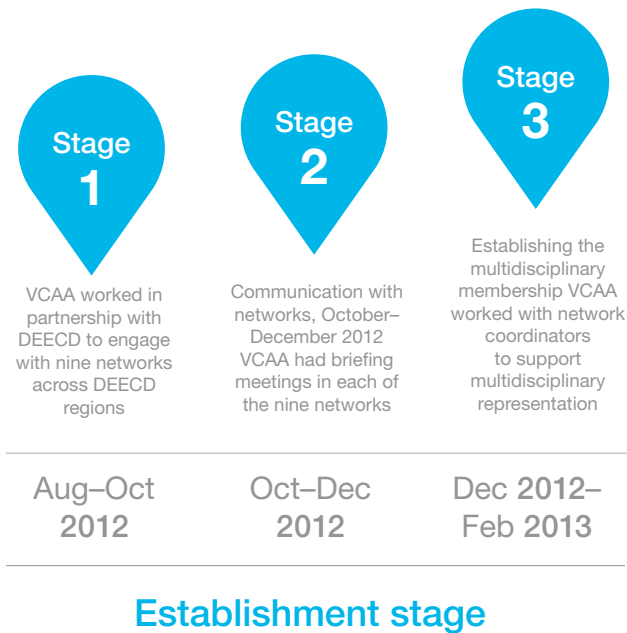 Stage
1
VCAA worked in
partnership with
DEECD to engage
with nine networks
across DEECD
regions
Aug–Oct
2012
Stage
2
Communication with
networks, October–
December 2012
VCAA had briefing
meetings in each of
the nine networks
Oct–Dec
2012
Stage
3
Establishing the
multidisciplinary
membership VCAA
worked with network
coordinators
to support
multidisciplinary
representation
Dec 2012–
Feb 2013
Establishment stage